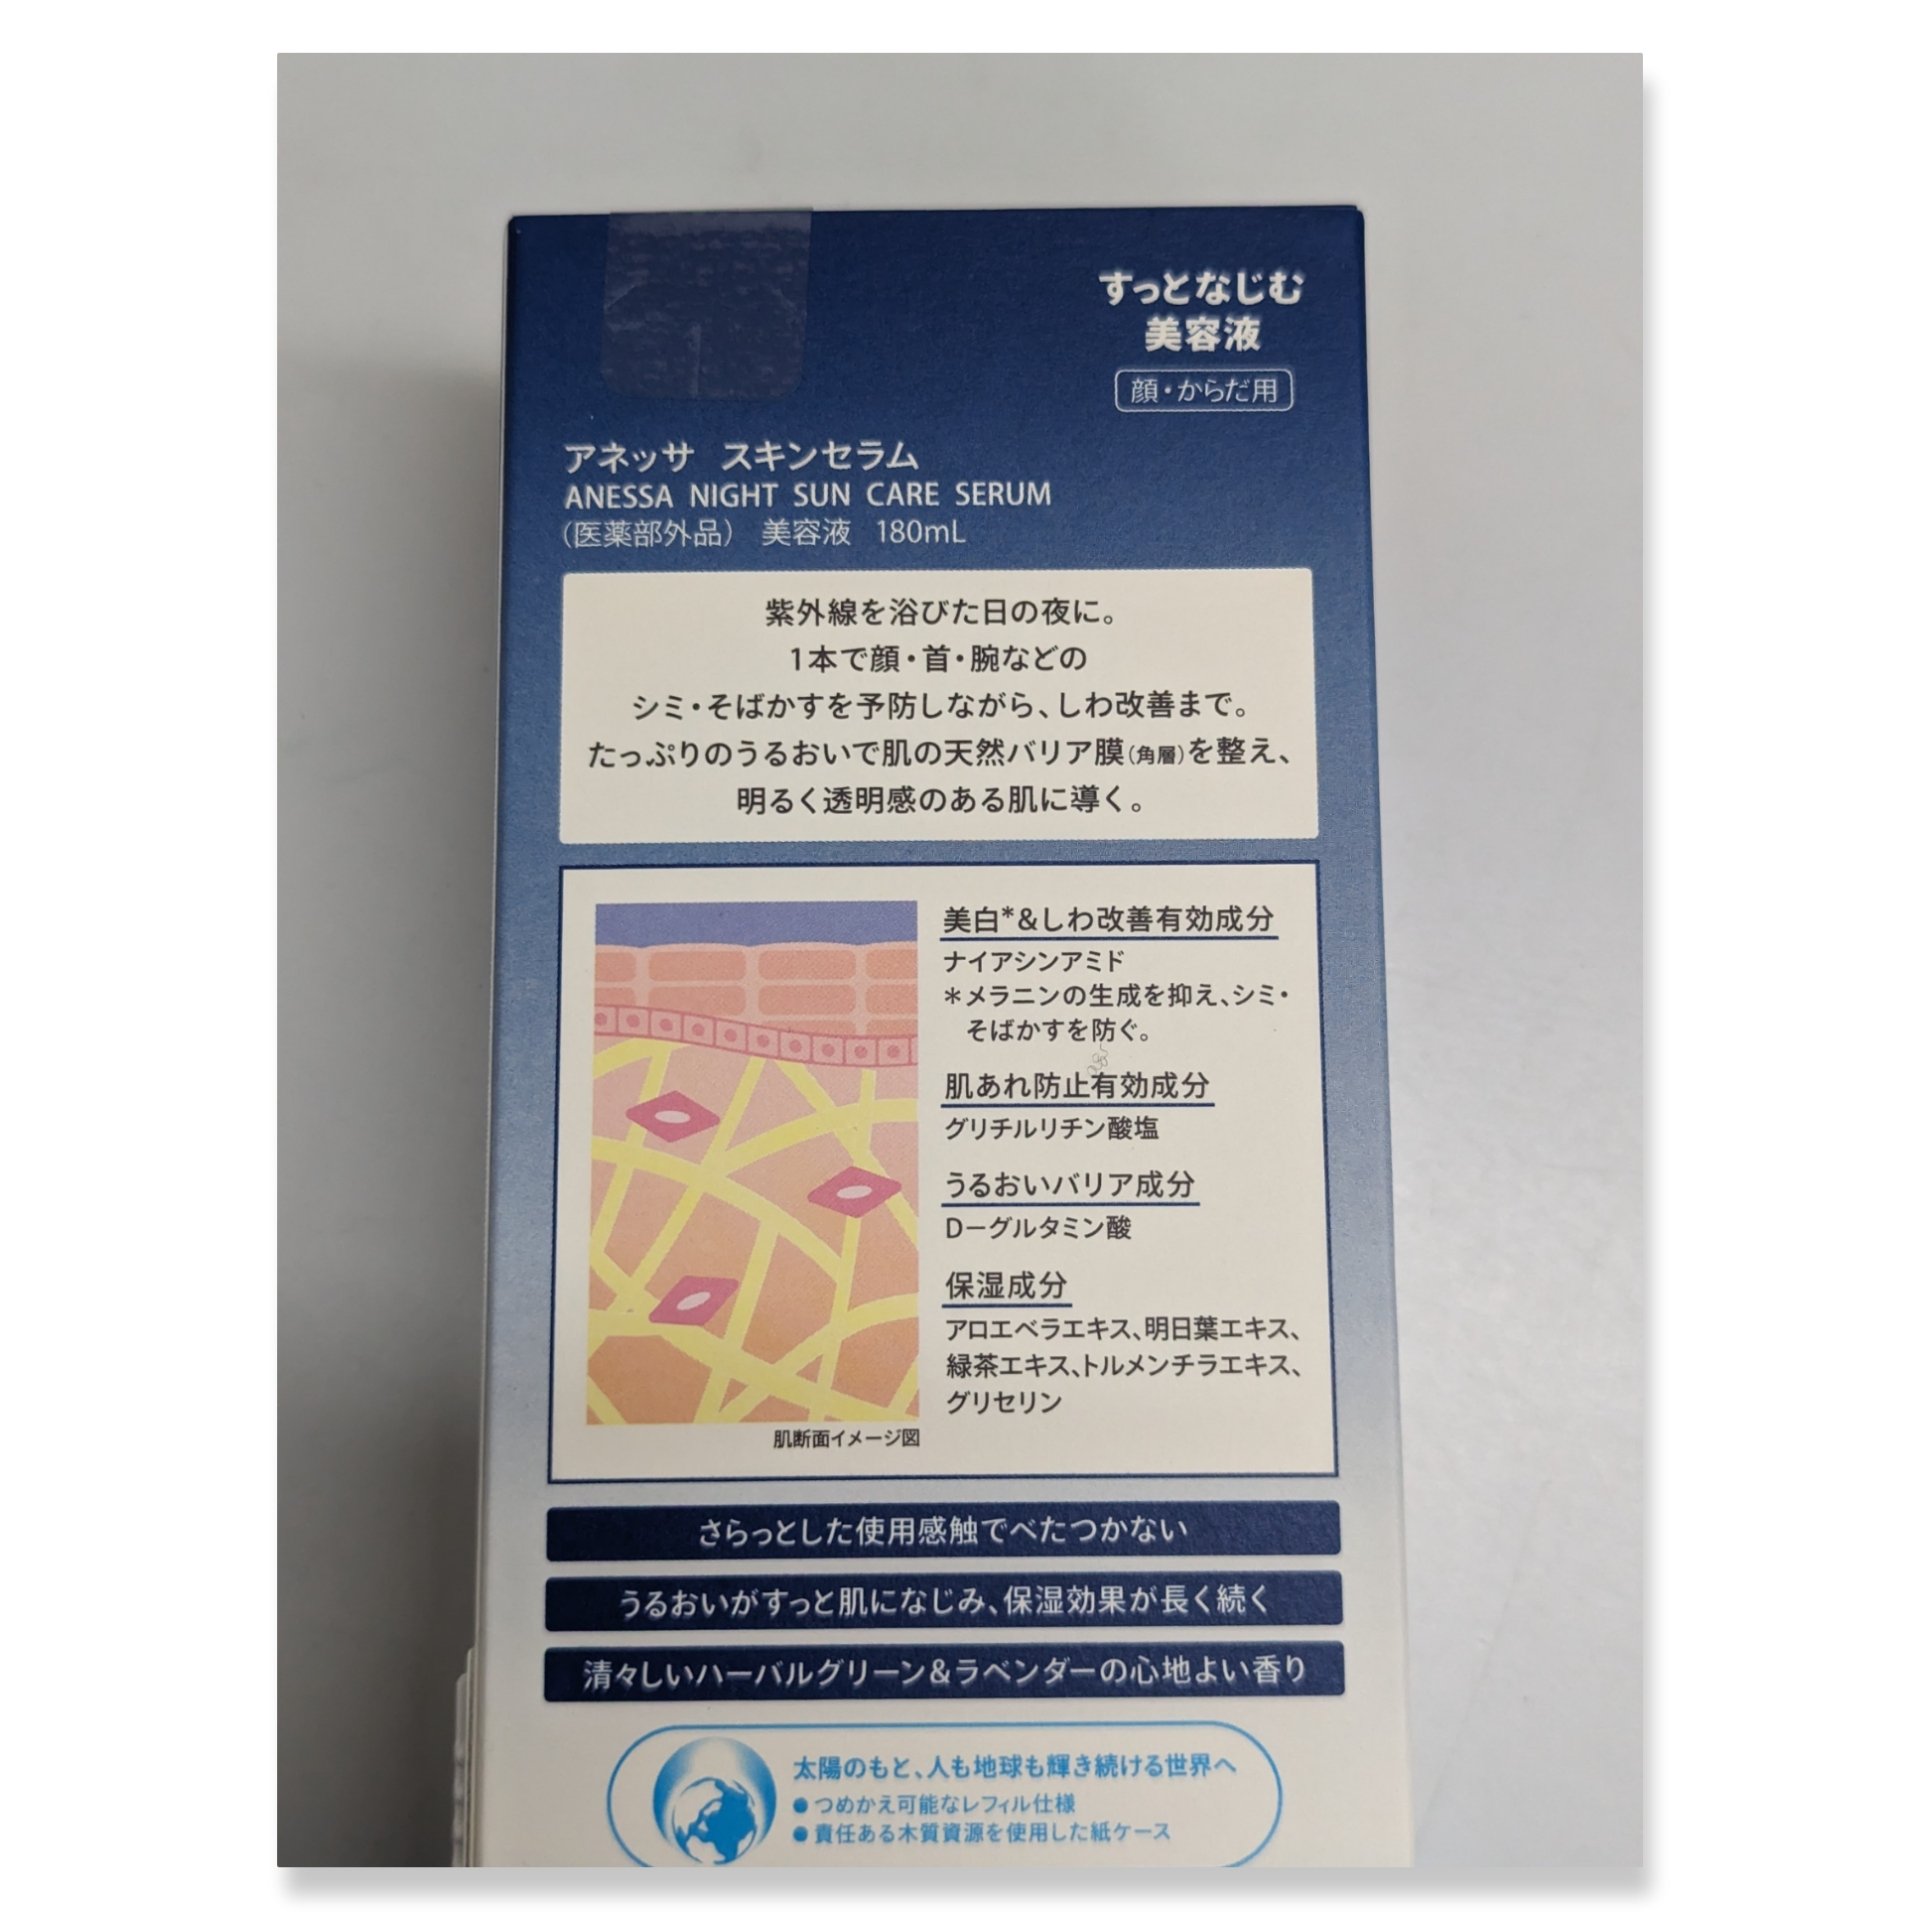 すっとなじむ
美容液
顔・からだ用
アネッサ スキンセラム
ANESSA NIGHT SUN CARE SERUM
（医薬部外品） 美容液 180mL
紫外線を浴びた日の夜に。
1本で顔・首・腕などの
シミ・そばかすを予防しながら、しわ改善まで。
たっぷりのうるおいで肌の天然バリア膜（角層）を整え、
明るく透明感のある肌に導く。
美白*＆しわ改善有効成分
ナイアシンアミド
＊メラニンの生成を抑え、シミ・
そばかすを防ぐ。
肌あれ防止有効成分
グリチルリチン酸塩
うるおいバリア成分
D－グルタミン酸
保湿成分
アロエベラエキス、明日葉エキス、
緑茶エキス、トルメンチラエキス、
グリセリン
肌断面イメージ図
さらっとした使用感触でべたつかない
うるおいがすっと肌になじみ、保湿効果が長く続く
清々しいハーバルグリーン＆ラベンダーの心地よい香り
太陽のもと、人も地球も輝き続ける世界へ
●つめかえ可能なレフィル仕様
●責任ある木質資源を使用した紙ケース